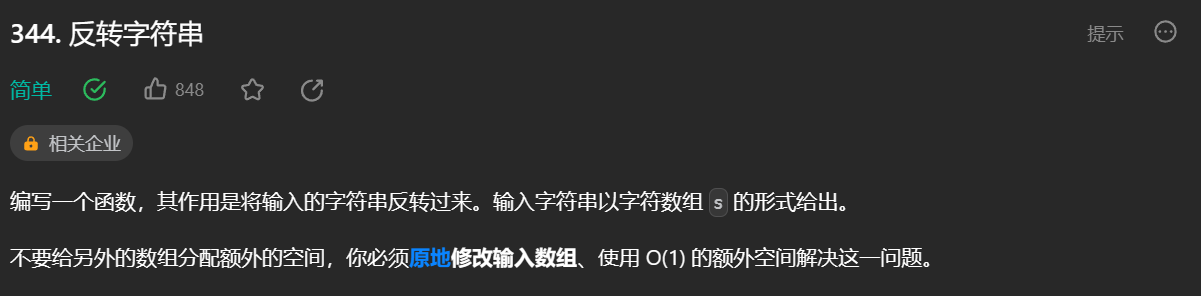 344. 反转字符串
提示
简单
848
相关企业
编写一个函数，其作用是将输入的字符串反转过来。输入字符串以字符数组 s 的形式给出。
不要给另外的数组分配额外的空间，你必须原地修改输入数组、使用 O(1) 的额外空间解决这一问题。